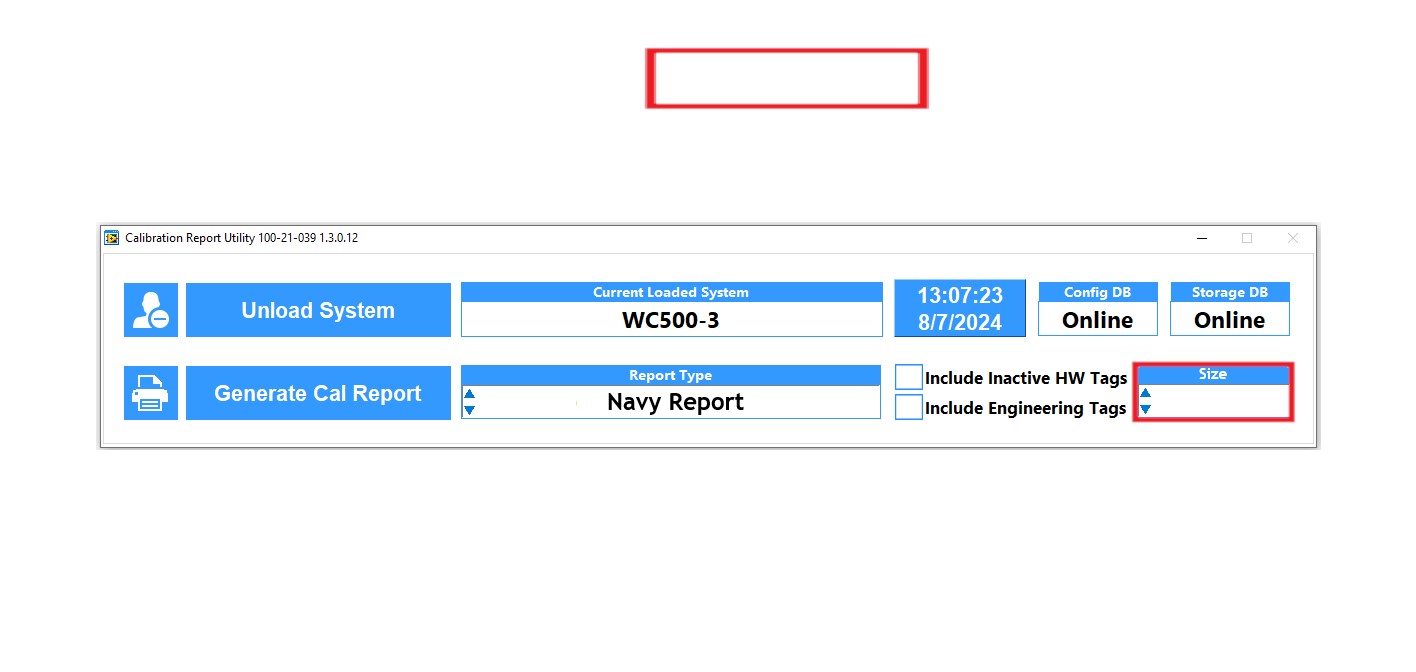 Calibration Report Utility 100-21-039 1.3.0.12
Unload System
Current Loaded System
WC500-3
13:07:23
8/7/2024
Config DB
Online
Storage DB
Online
Generate Cal Report
Report Type
Navy Report
Include Inactive HW Tags
Include Engineering Tags
Size